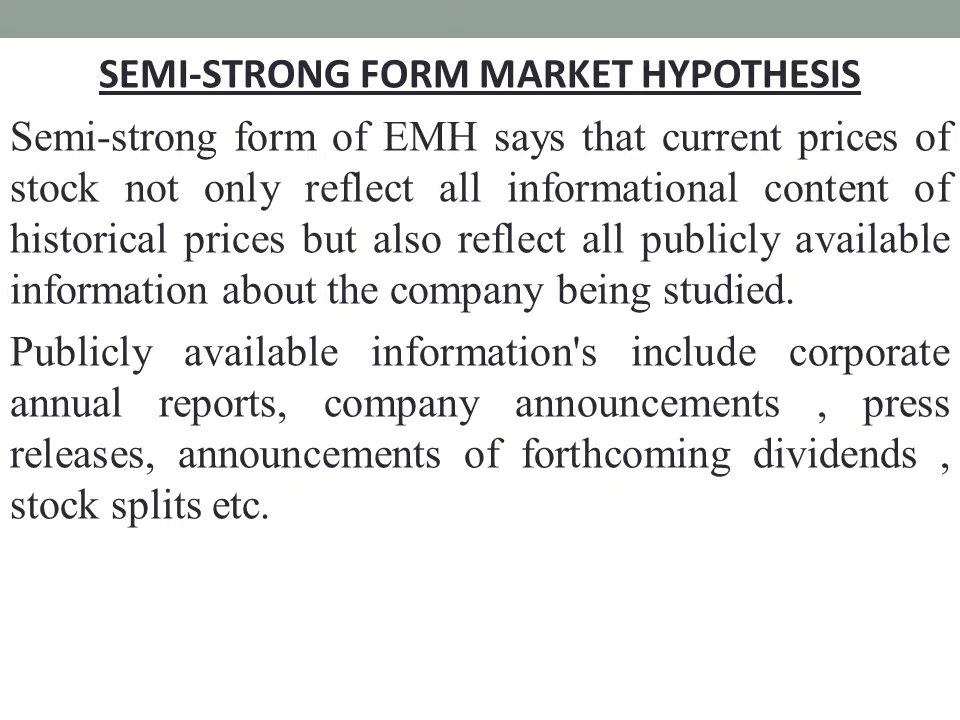 SEMI-STRONG FORM MARKET HYPOTHESIS
Semi-strong form of EMH says that current prices of
stock not only reflect all informational content of
historical prices but also reflect all publicly available
information about the company being studied.
Publicly available information's include corporate
annual reports, company announcements , press
releases, announcements of forthcoming dividends ,
stock splits etc.